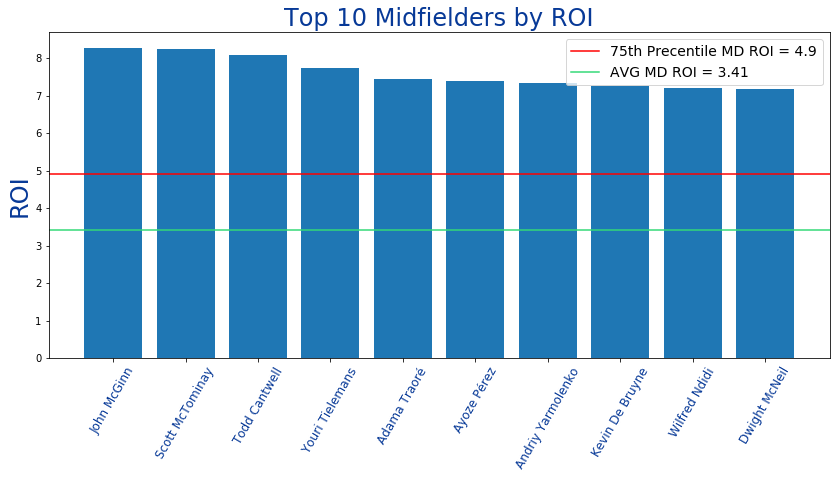 Top 10 Midfielders by ROI
75th Precentile MD ROI = 4.9
AVG MD ROI = 3.41
ROI
8
7
6
5
4
3
2
1
0
John McGinn
Scott McTominay
Todd Cantwell
Youri Tielemans
Adama Traoré
Ayoze Pérez
Andriy Yarmolenko
Kevin De Bruyne
Wilfred Ndidi
Dwight McNeil